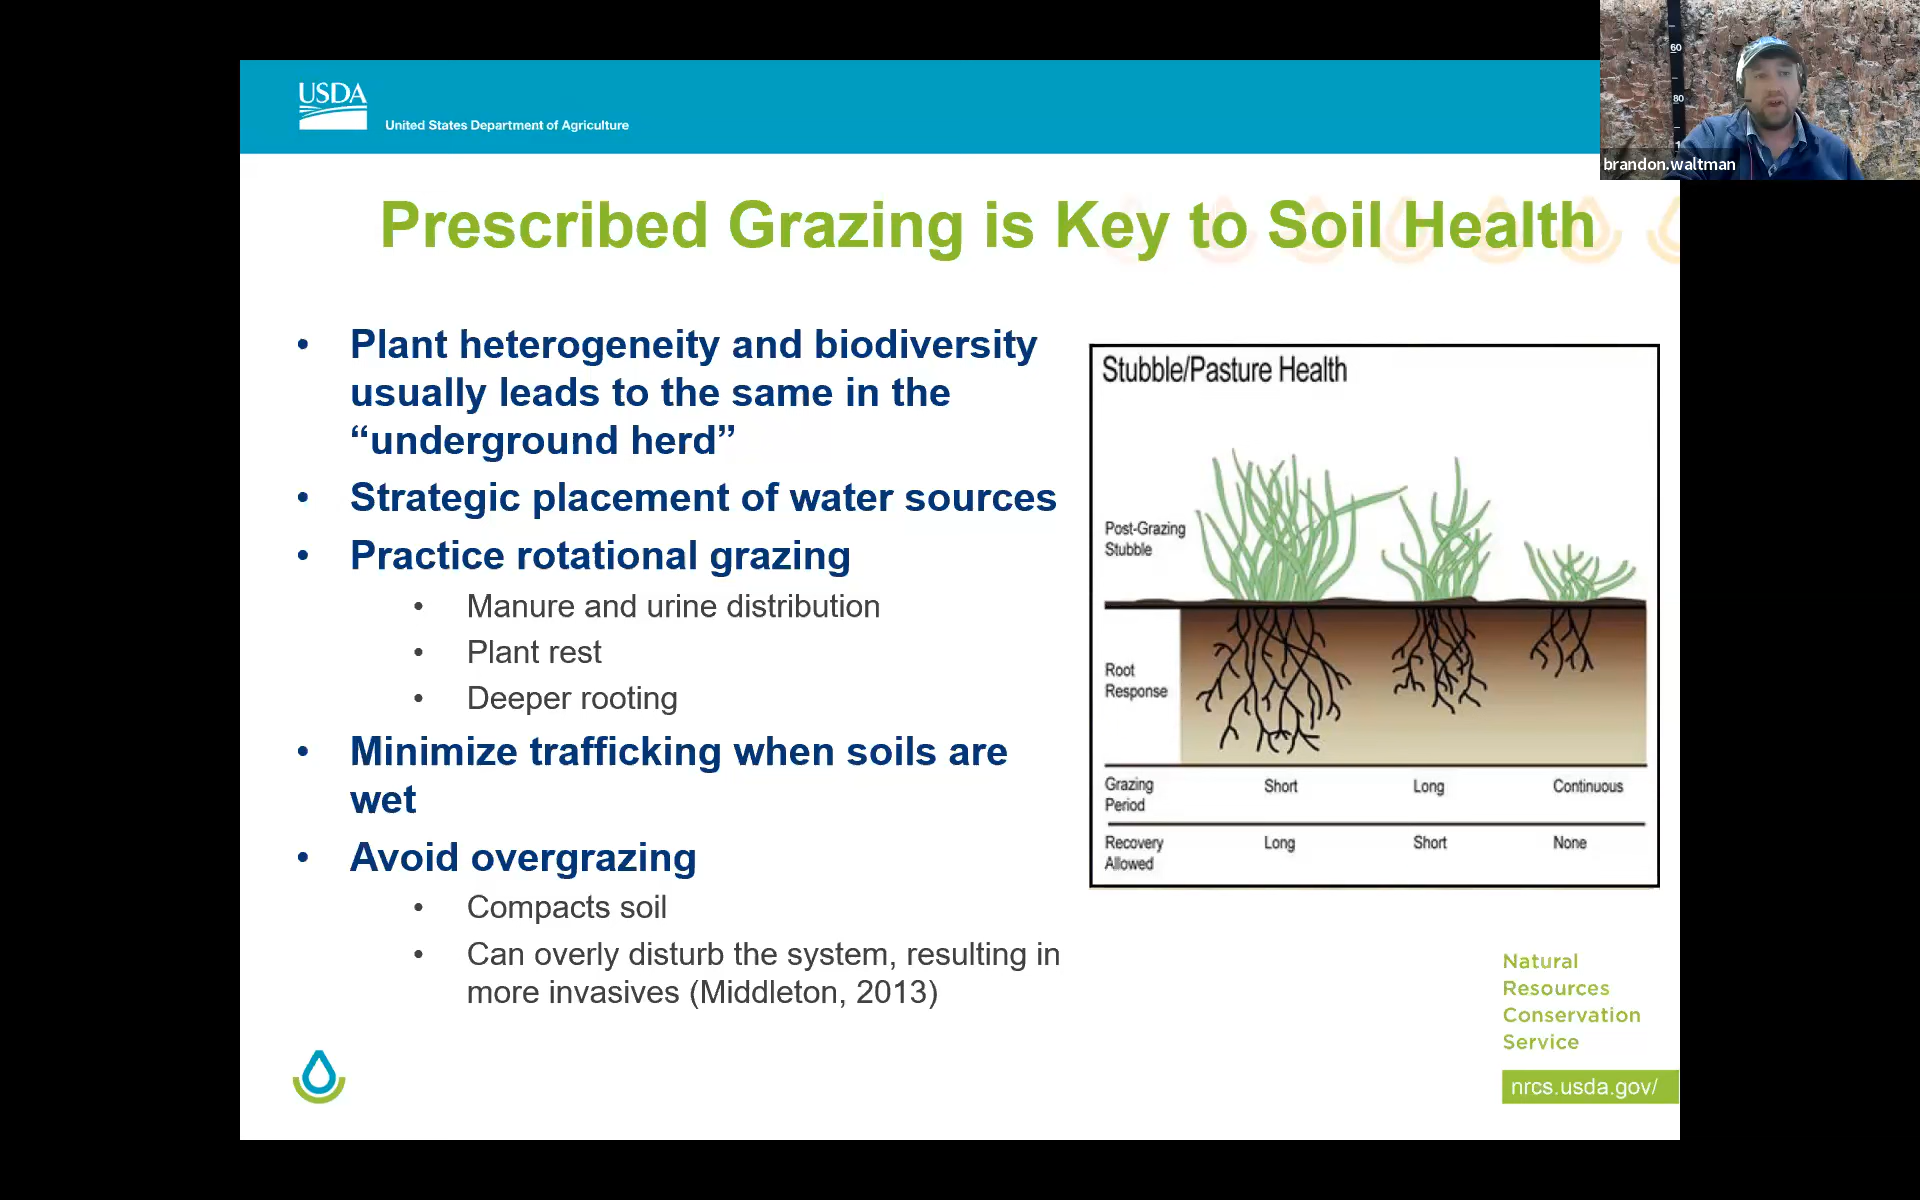 USDA
United States Department of Agriculture
60
80
1
brandon.waltman
Prescribed Grazing is Key to Soil Health
• Plant heterogeneity and biodiversity
usually leads to the same in the
“underground herd”
• Strategic placement of water sources
• Practice rotational grazing
• Manure and urine distribution
• Plant rest
• Deeper rooting
• Minimize trafficking when soils are
wet
• Avoid overgrazing
• Compacts soil
• Can overly disturb the system, resulting in
more invasives (Middleton, 2013)
Stubble/Pasture Health
Post-Grazing
Stubble
Root
Response
Grazing
Period
Short
Long
Continuous
Recovery
Allowed
Long
Short
None
Natural
Resources
Conservation
Service
nrcs.usda.gov/